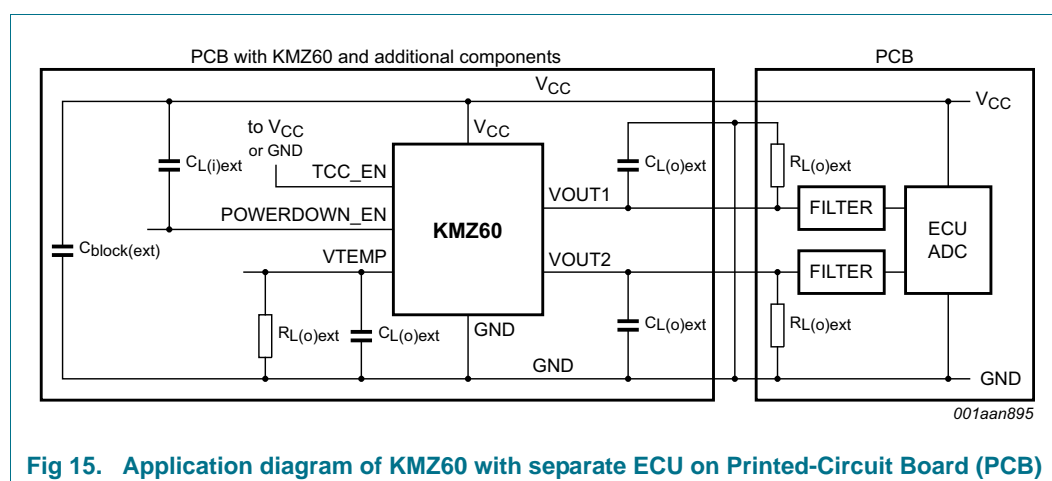 PCB with KMZ60 and additional components
PCB
VCC
VCC
to VCC
or GND
VCC
CL(i)ext
CL(o)ext
RL(o)ext
TCC_EN
VOUT1
FILTER
POWERDOWN_EN
KMZ60
ECU
ADC
Cblock(ext)
VTEMP
VOUT2
FILTER
RL(o)ext
CL(o)ext
GND
CL(o)ext
RL(o)ext
GND
GND
001aan895
Fig 15. Application diagram of KMZ60 with separate ECU on Printed-Circuit Board (PCB)